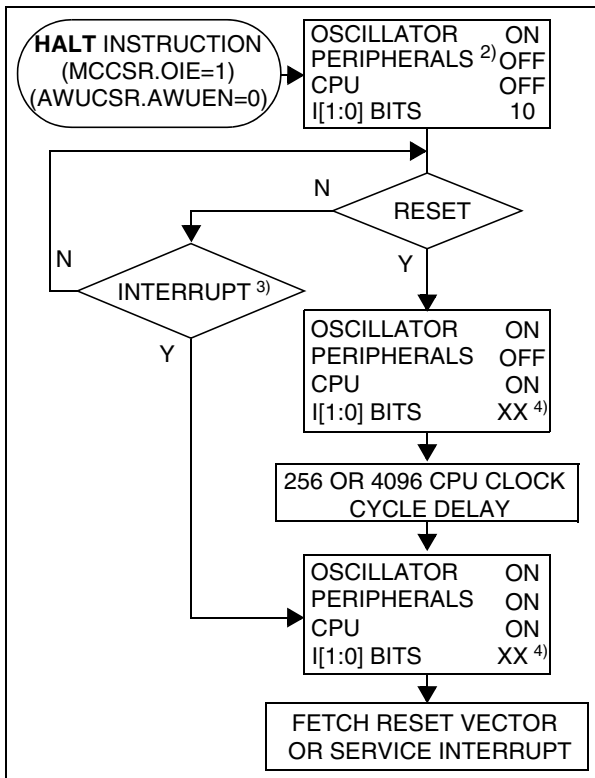 HALT INSTRUCTION
(MCCSR.OIE=1)
(AWUCSR.AWUEN=0)
OSCILLATOR ON
PERIPHERALS 2) OFF
CPU OFF
I[1:0] BITS 10
N
RESET
N
Y
INTERRUPT 3)
Y
OSCILLATOR ON
PERIPHERALS OFF
CPU ON
I[1:0] BITS XX 4)
256 OR 4096 CPU CLOCK
CYCLE DELAY
OSCILLATOR ON
PERIPHERALS ON
CPU ON
I[1:0] BITS XX 4)
FETCH RESET VECTOR
OR SERVICE INTERRUPT